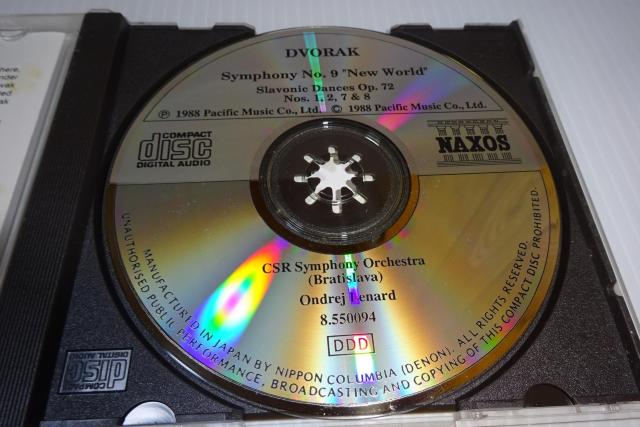 DVORAK
Symphony No. 9 "New World"
Slavonic Dances Op. 72
Nos. 1, 2, 7 & 8
℗ 1988 Pacific Music Co., Ltd. © 1988 Pacific Music Co., Ltd.
COMPACT
disc
DIGITAL AUDIO
NAXOS
CSR Symphony Orchestra
(Bratislava)
Ondrej Lenard
8.550094
DDD
MANUFACTURED IN JAPAN BY NIPPON COLUMBIA (DENON). ALL RIGHTS RESERVED.
UNAUTHORISED PUBLIC PERFORMANCE, BROADCASTING AND COPYING OF THIS COMPACT DISC PROHIBITED.
COMPACT
disc
DIGITAL AUDIO